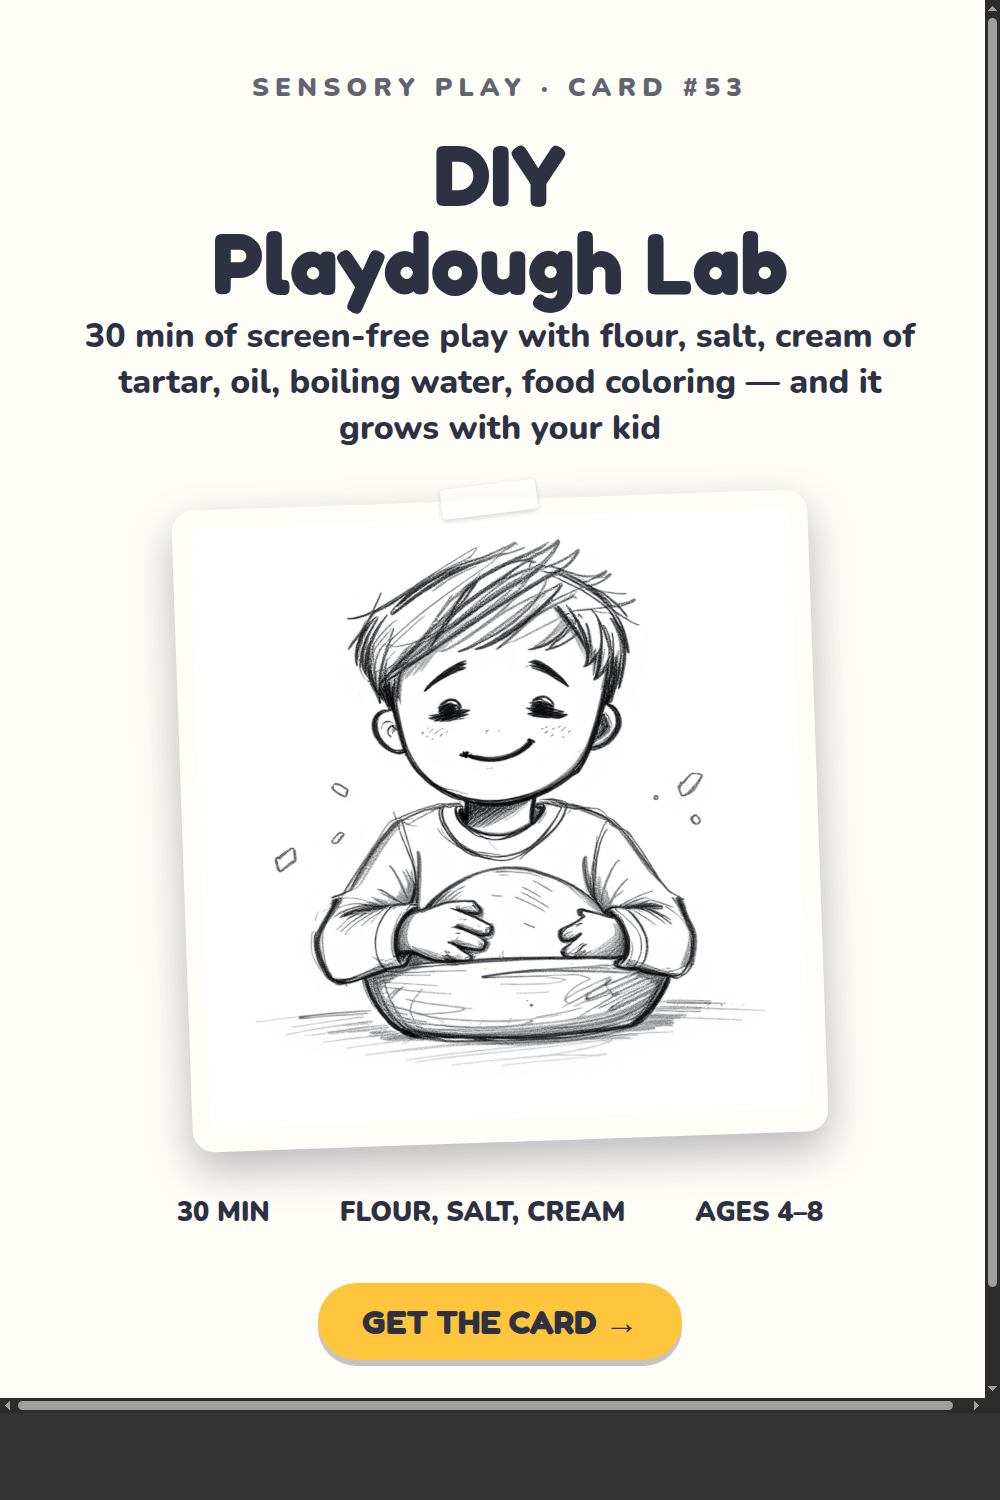 SENSORY PLAY · CARD #53
DIY
Playdough Lab
30 min of screen-free play with flour, salt, cream of
tartar, oil, boiling water, food coloring — and it
grows with your kid
30 MIN FLOUR, SALT, CREAM AGES 4–8
GET THE CARD →